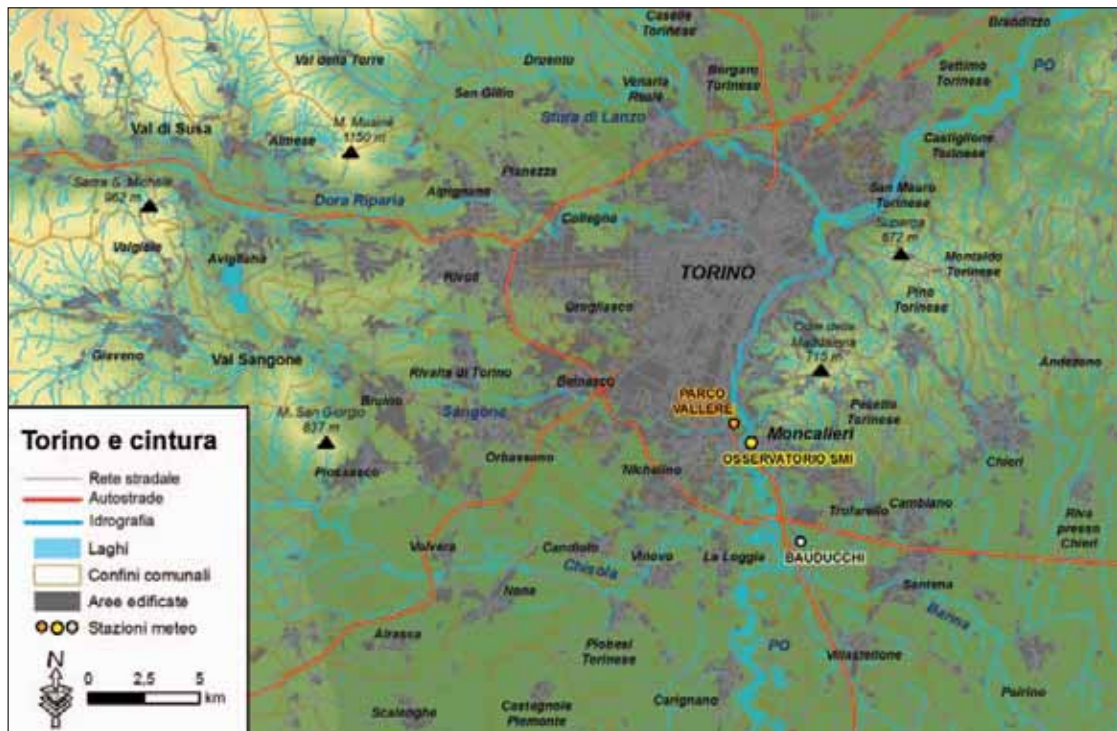 Caselle
Torinese
Brandizzo
Val della Torre
Druento
Borgaro
Torinese
Settimo
Torinese
PO
Venaria
Reale
San Gillio
Stura di Lanzo
Val di Susa
Almese
1150 m
Castiglione
Torinese
Pianezza
Alpignano
962 m
Dora Riparia
San Mauro
Torinese
Superga
672 m
Collegno
Valgioie
Avigliana
Rivoli
TORINO
Montaldo
Torinese
Pino
Torinese
Grugliasco
Colle della
Maddalena
715 m
Giaveno
Val Sangone
Andezeno
Rivalta di Torino
Beinasco
Bruino
Sangone
PARCO
VALLERE
Pecetto
Torinese
M. San Giorgio
837 m
Moncalieri
OSSERVATORIO SMI
Orbassano
Nichelino
Piossasco
Chieri
Cambiano
Trofarello
Riva
presso
Chieri
Volvera
Candiolo
Vinovo
La Loggia
BAUDUCCHI
Chisola
None
Santena
Banna
Airasca
Piobesi
Torinese
PO
Villastellone
Poirino
Carignano
Scalenghe
Castagnole
Piemonte
Torino e cintura
Rete stradale
Autostrade
Idrografia
Laghi
Confini comunali
Aree edificate
Stazioni meteo
N
0 2,5 5
km